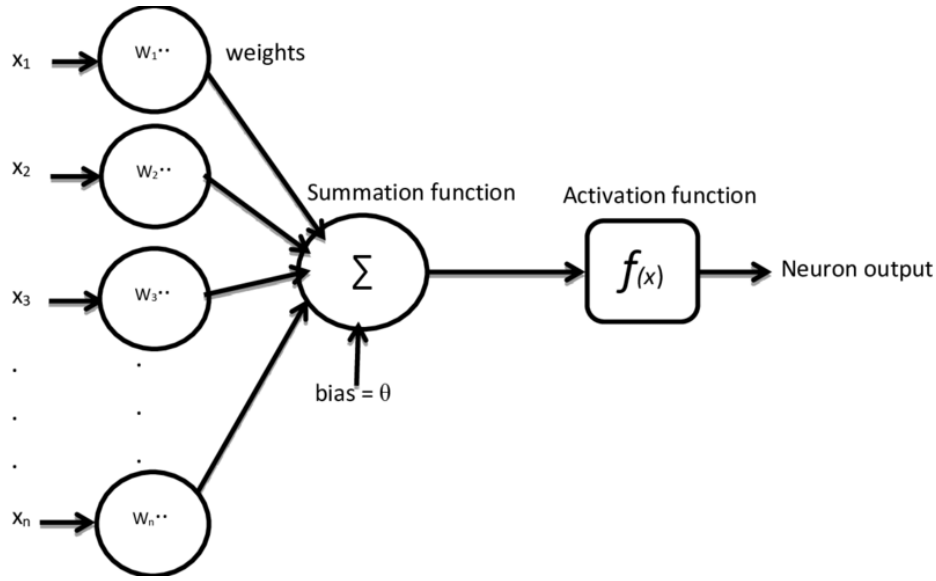 x₁
W₁··
weights
x₂
W₂··
Summation function
Activation function
x₃
W₃··
∑
f(x)
Neuron output
.
.
bias = θ
.
.
.
.
xₙ
Wₙ··